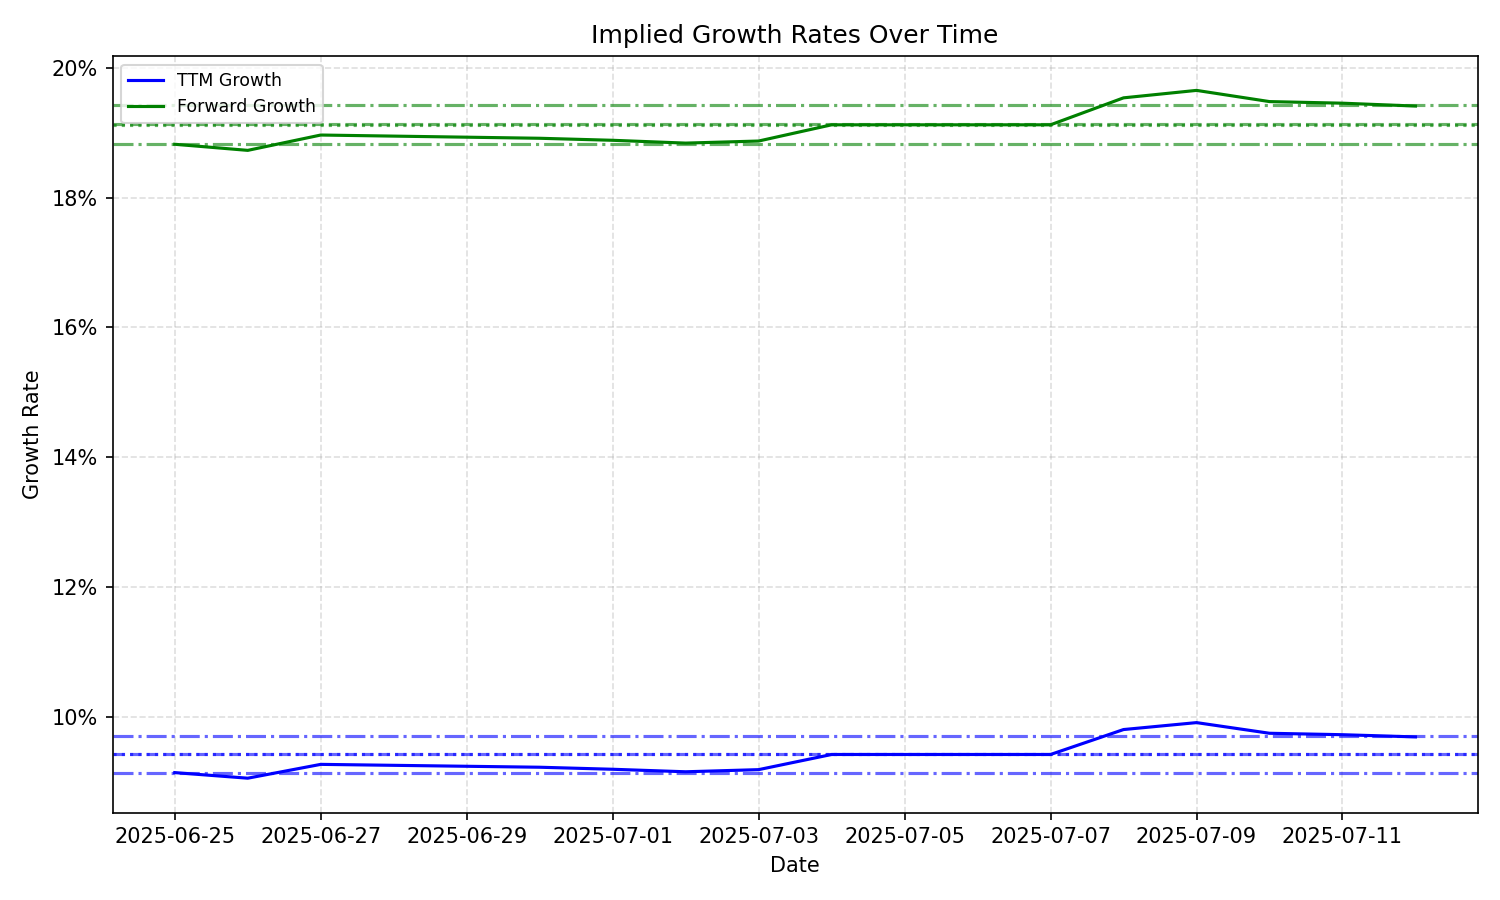 Implied Growth Rates Over Time
TTM Growth
Forward Growth
20%
18%
16%
14%
12%
10%
Growth Rate
2025-06-25 2025-06-27 2025-06-29 2025-07-01 2025-07-03 2025-07-05 2025-07-07 2025-07-09 2025-07-11
Date